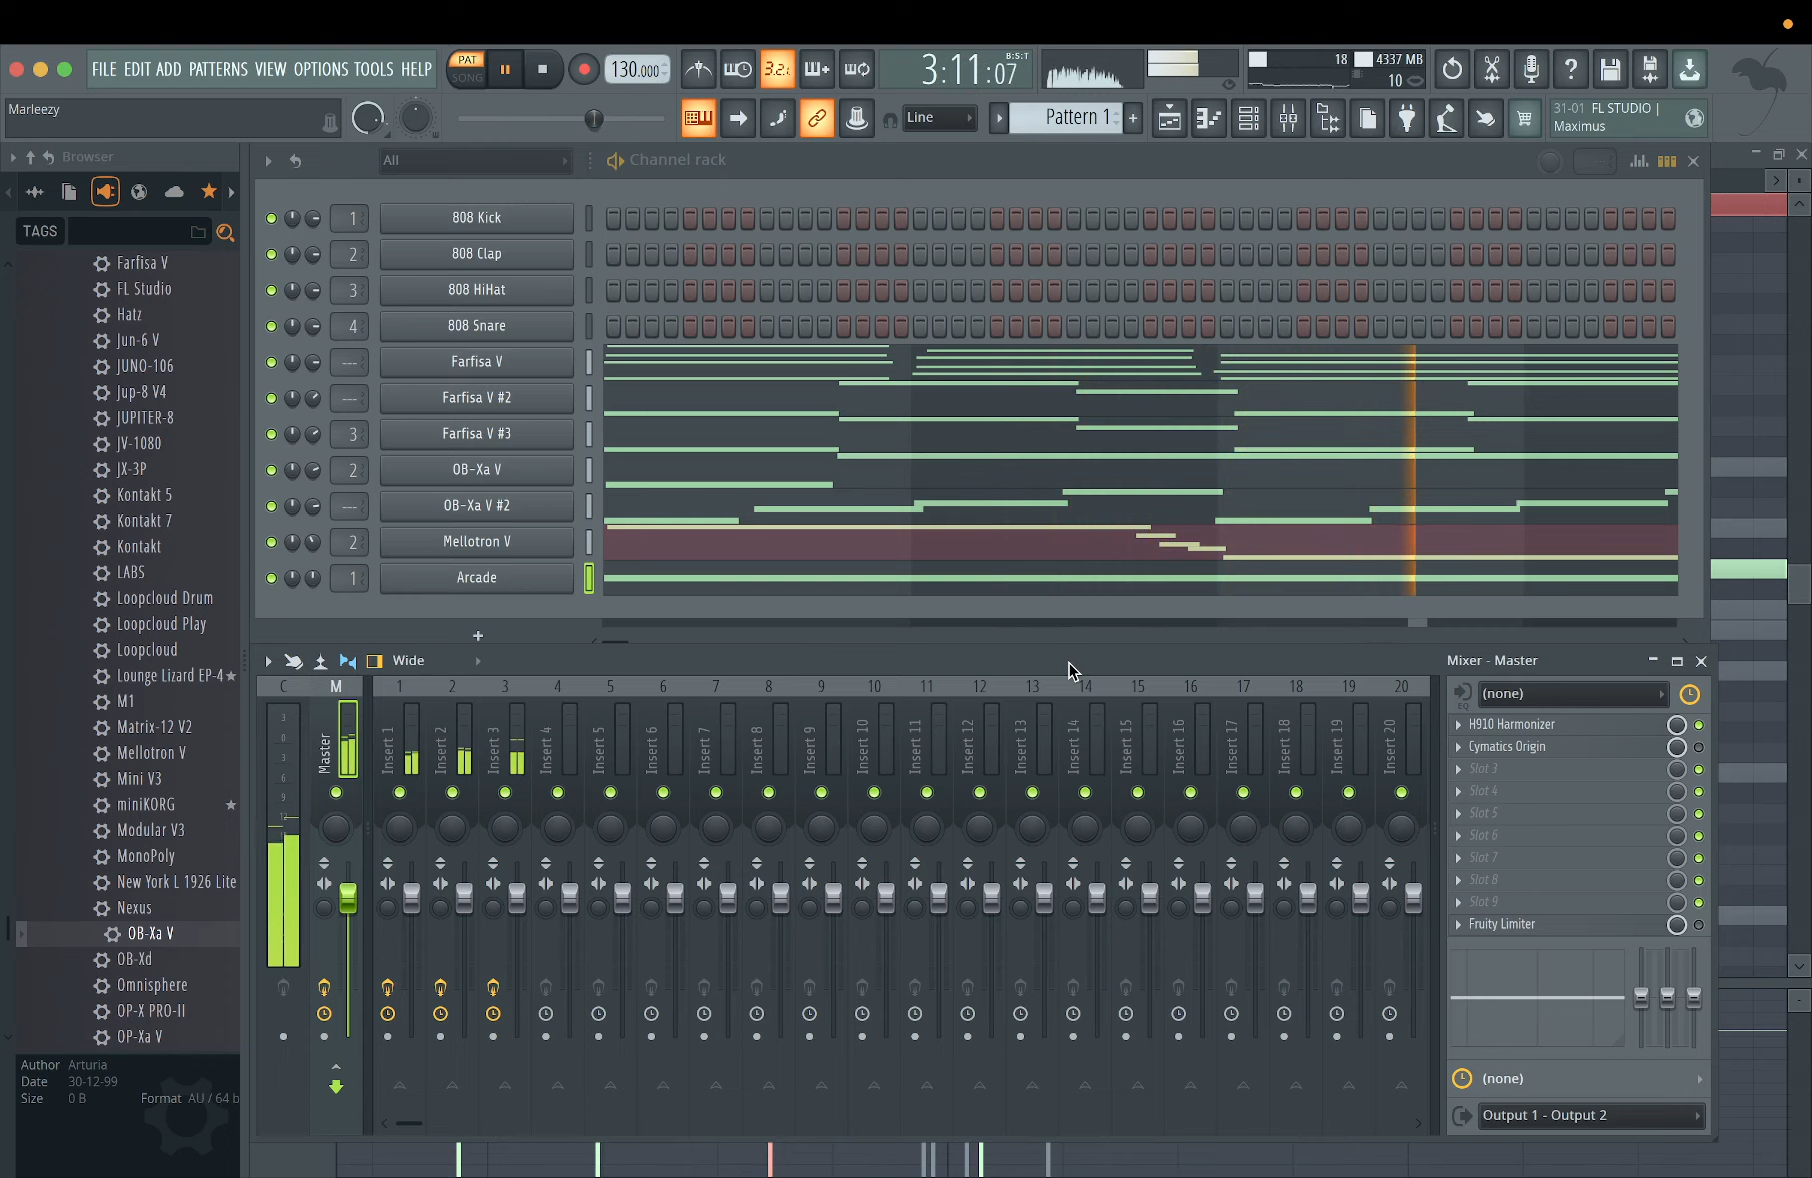 FILE EDIT ADD PATTERNS VIEW OPTIONS TOOLS HELP
PAT
SONG
130.000
3:11:07
B:S:T
18
4337 MB
10
Marleezy
Line
Pattern 1
31-01 FL STUDIO |
Maximus
Browser
All
Channel rack
TAGS
Farfisa V
FL Studio
Hatz
Jun-6 V
JUNO-106
Jup-8 V4
JUPITER-8
JV-1080
JX-3P
Kontakt 5
Kontakt 7
Kontakt
LABS
Loopcloud Drum
Loopcloud Play
Loopcloud
Lounge Lizard EP-4
M1
Matrix-12 V2
Mellotron V
Mini V3
miniKORG
Modular V3
MonoPoly
New York L 1926 Lite
Nexus
OB-Xa V
OB-Xd
Omnisphere
OP-X PRO-II
OP-Xa V
Author Arturia
Date 30-12-99
Size 0 B Format AU / 64 b
1 808 Kick
2 808 Clap
3 808 HiHat
4 808 Snare
--- Farfisa V
--- Farfisa V #2
3 Farfisa V #3
2 OB-Xa V
--- OB-Xa V #2
2 Mellotron V
1 Arcade
+
Wide
Mixer - Master
C M 1 2 3 4 5 6 7 8 9 10 11 12 13 14 15 16 17 18 19 20
3
0
3
6
9
Master
Insert 1
Insert 2
Insert 3
Insert 4
Insert 5
Insert 6
Insert 7
Insert 8
Insert 9
Insert 10
Insert 11
Insert 12
Insert 13
Insert 14
Insert 15
Insert 16
Insert 17
Insert 18
Insert 19
Insert 20
(none)
EQ
H910 Harmonizer
Cymatics Origin
Slot 3
Slot 4
Slot 5
Slot 6
Slot 7
Slot 8
Slot 9
Fruity Limiter
(none)
Output 1 - Output 2